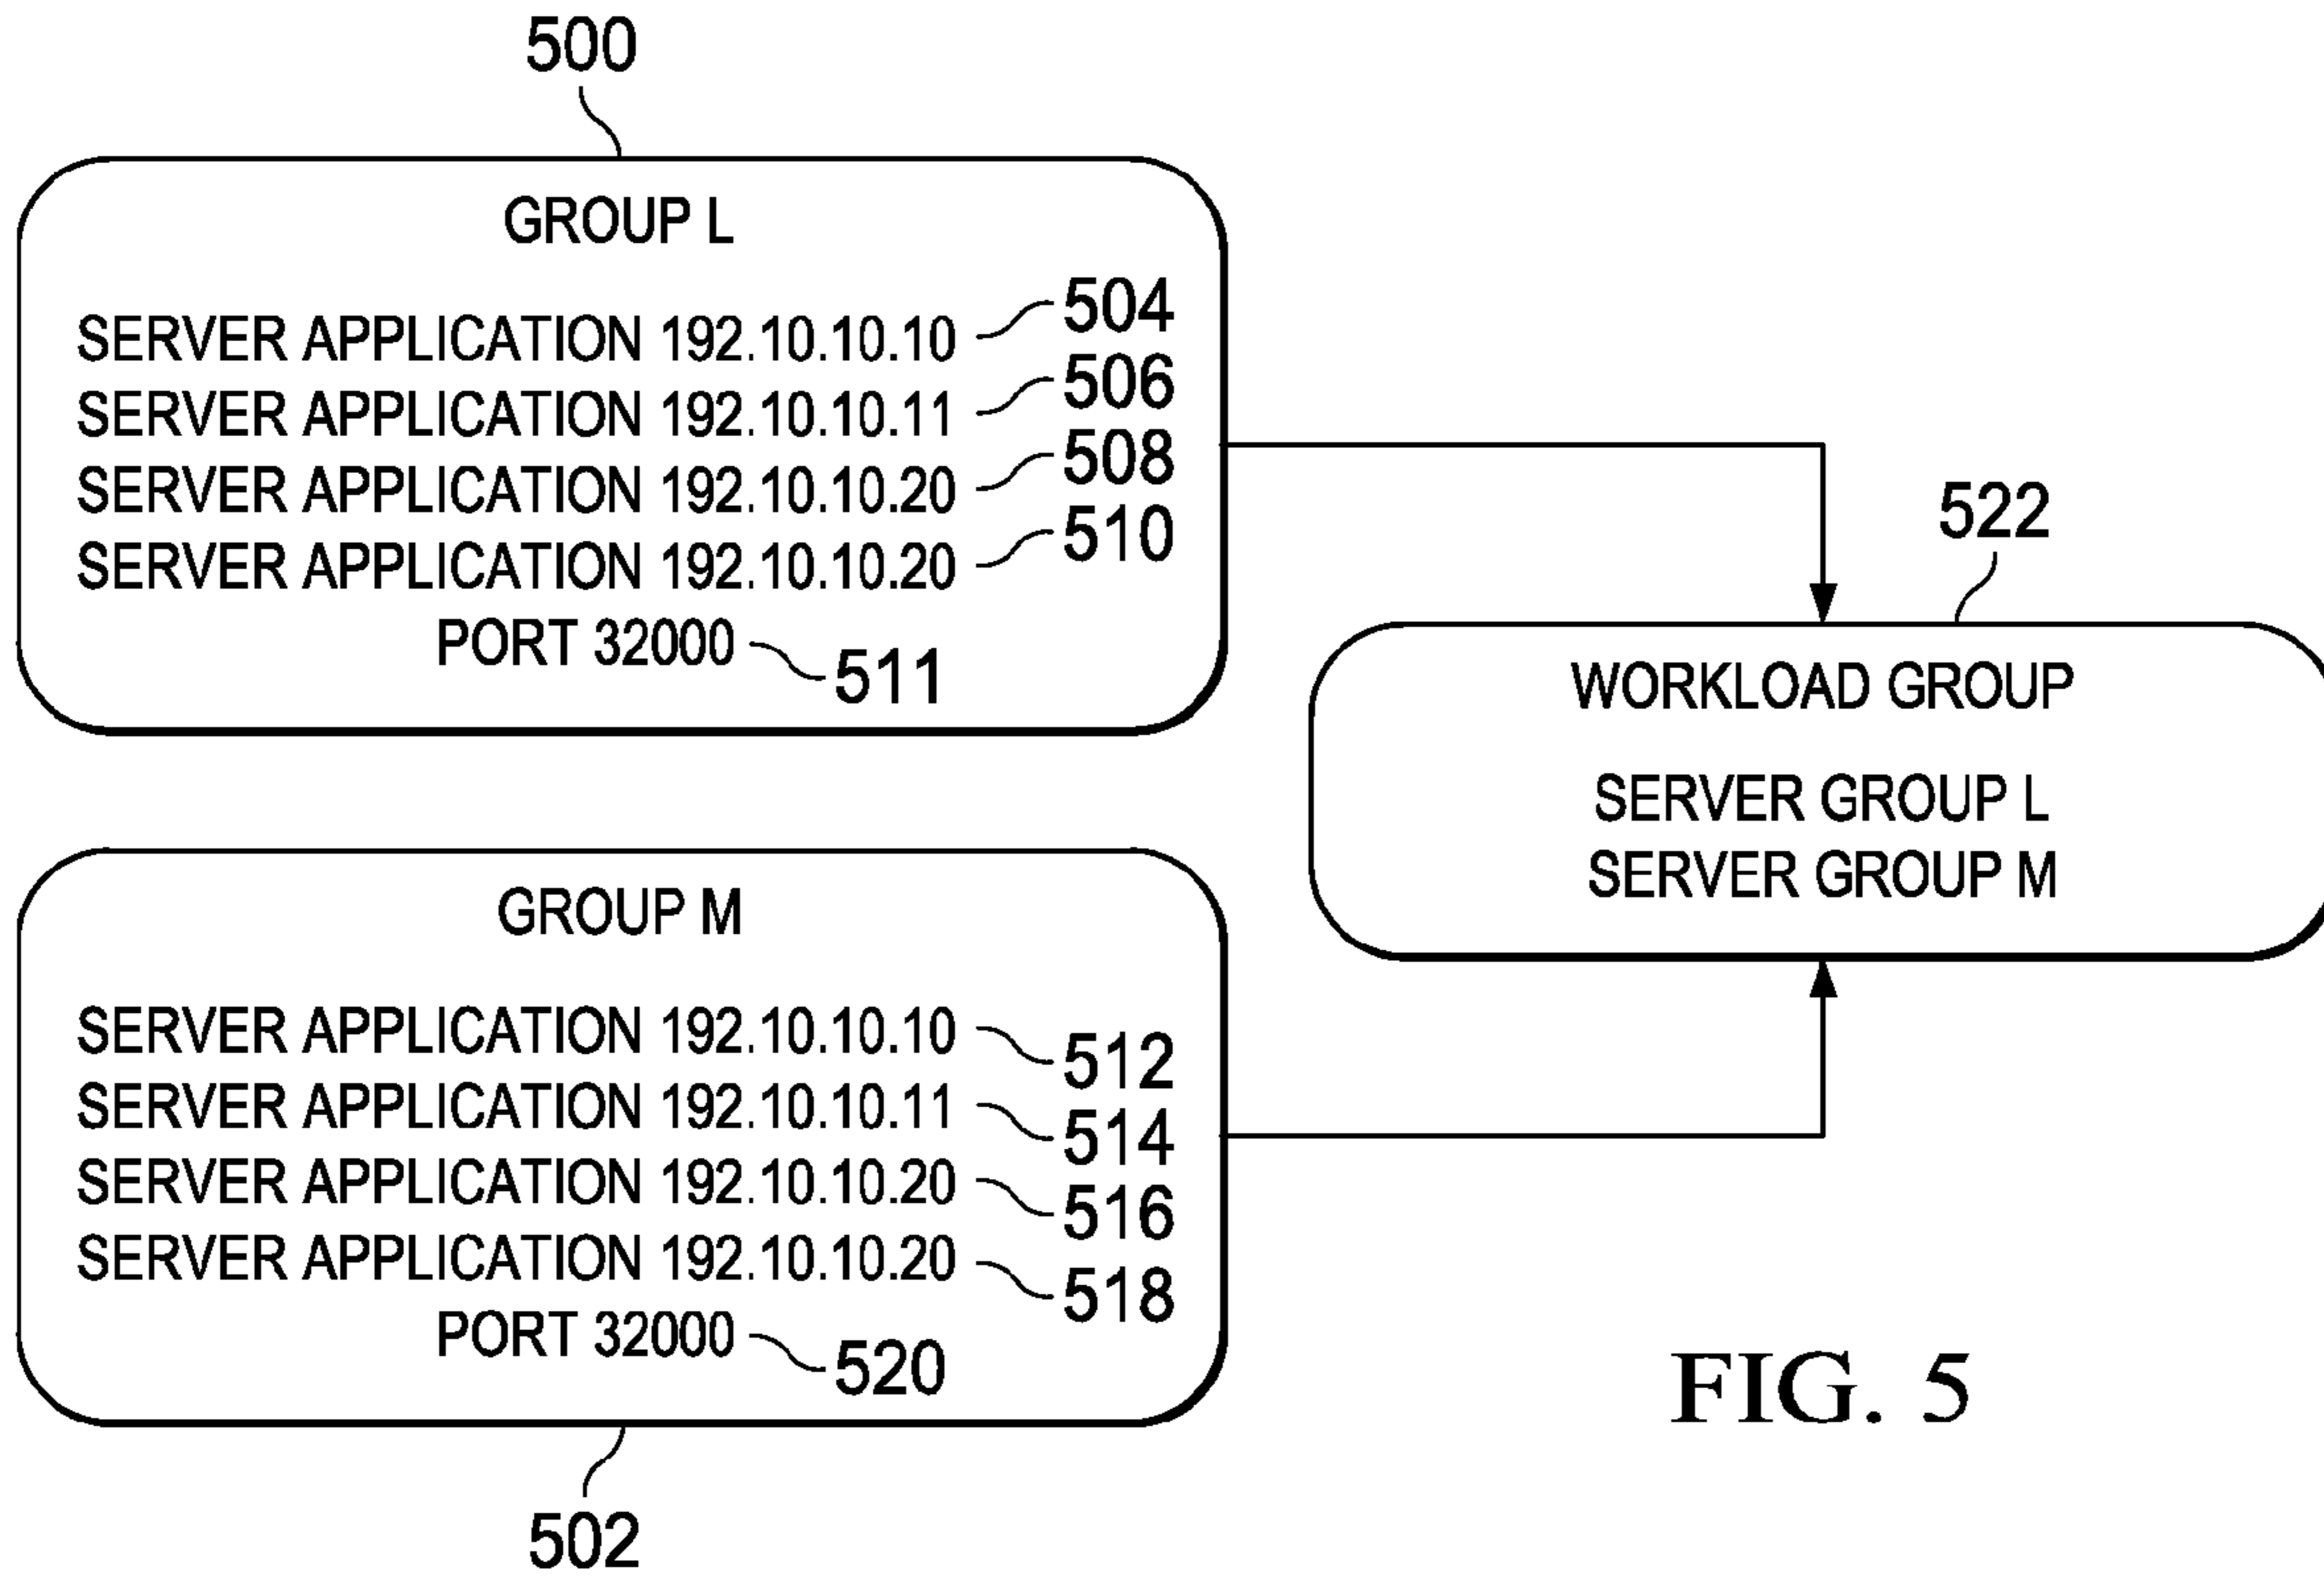 500
GROUP L
SERVER APPLICATION 192.10.10.10 504
SERVER APPLICATION 192.10.10.11 506
SERVER APPLICATION 192.10.10.20 508
SERVER APPLICATION 192.10.10.20 510
PORT 32000 511
522
WORKLOAD GROUP
SERVER GROUP L
SERVER GROUP M
GROUP M
SERVER APPLICATION 192.10.10.10 512
SERVER APPLICATION 192.10.10.11 514
SERVER APPLICATION 192.10.10.20 516
SERVER APPLICATION 192.10.10.20 518
PORT 32000 520
502
FIG. 5